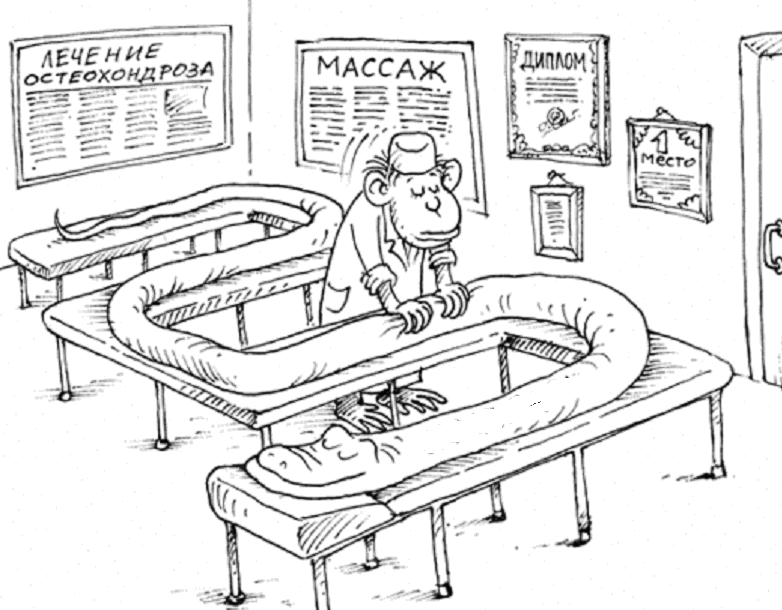 ЛЕЧЕНИЕ
ОСТЕОХОНДРОЗА
МАССАЖ
ДИПЛОМ
1
МЕСТО